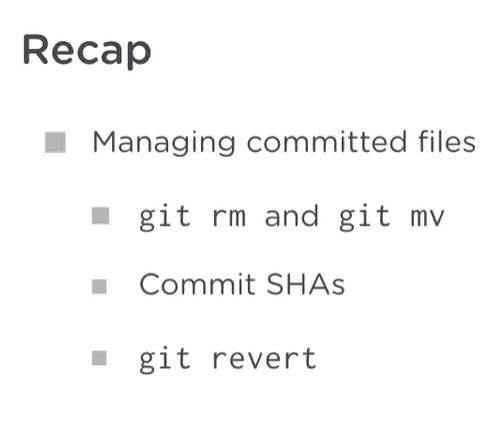 Recap
Managing committed files
git rm and git mv
Commit SHAs
git revert